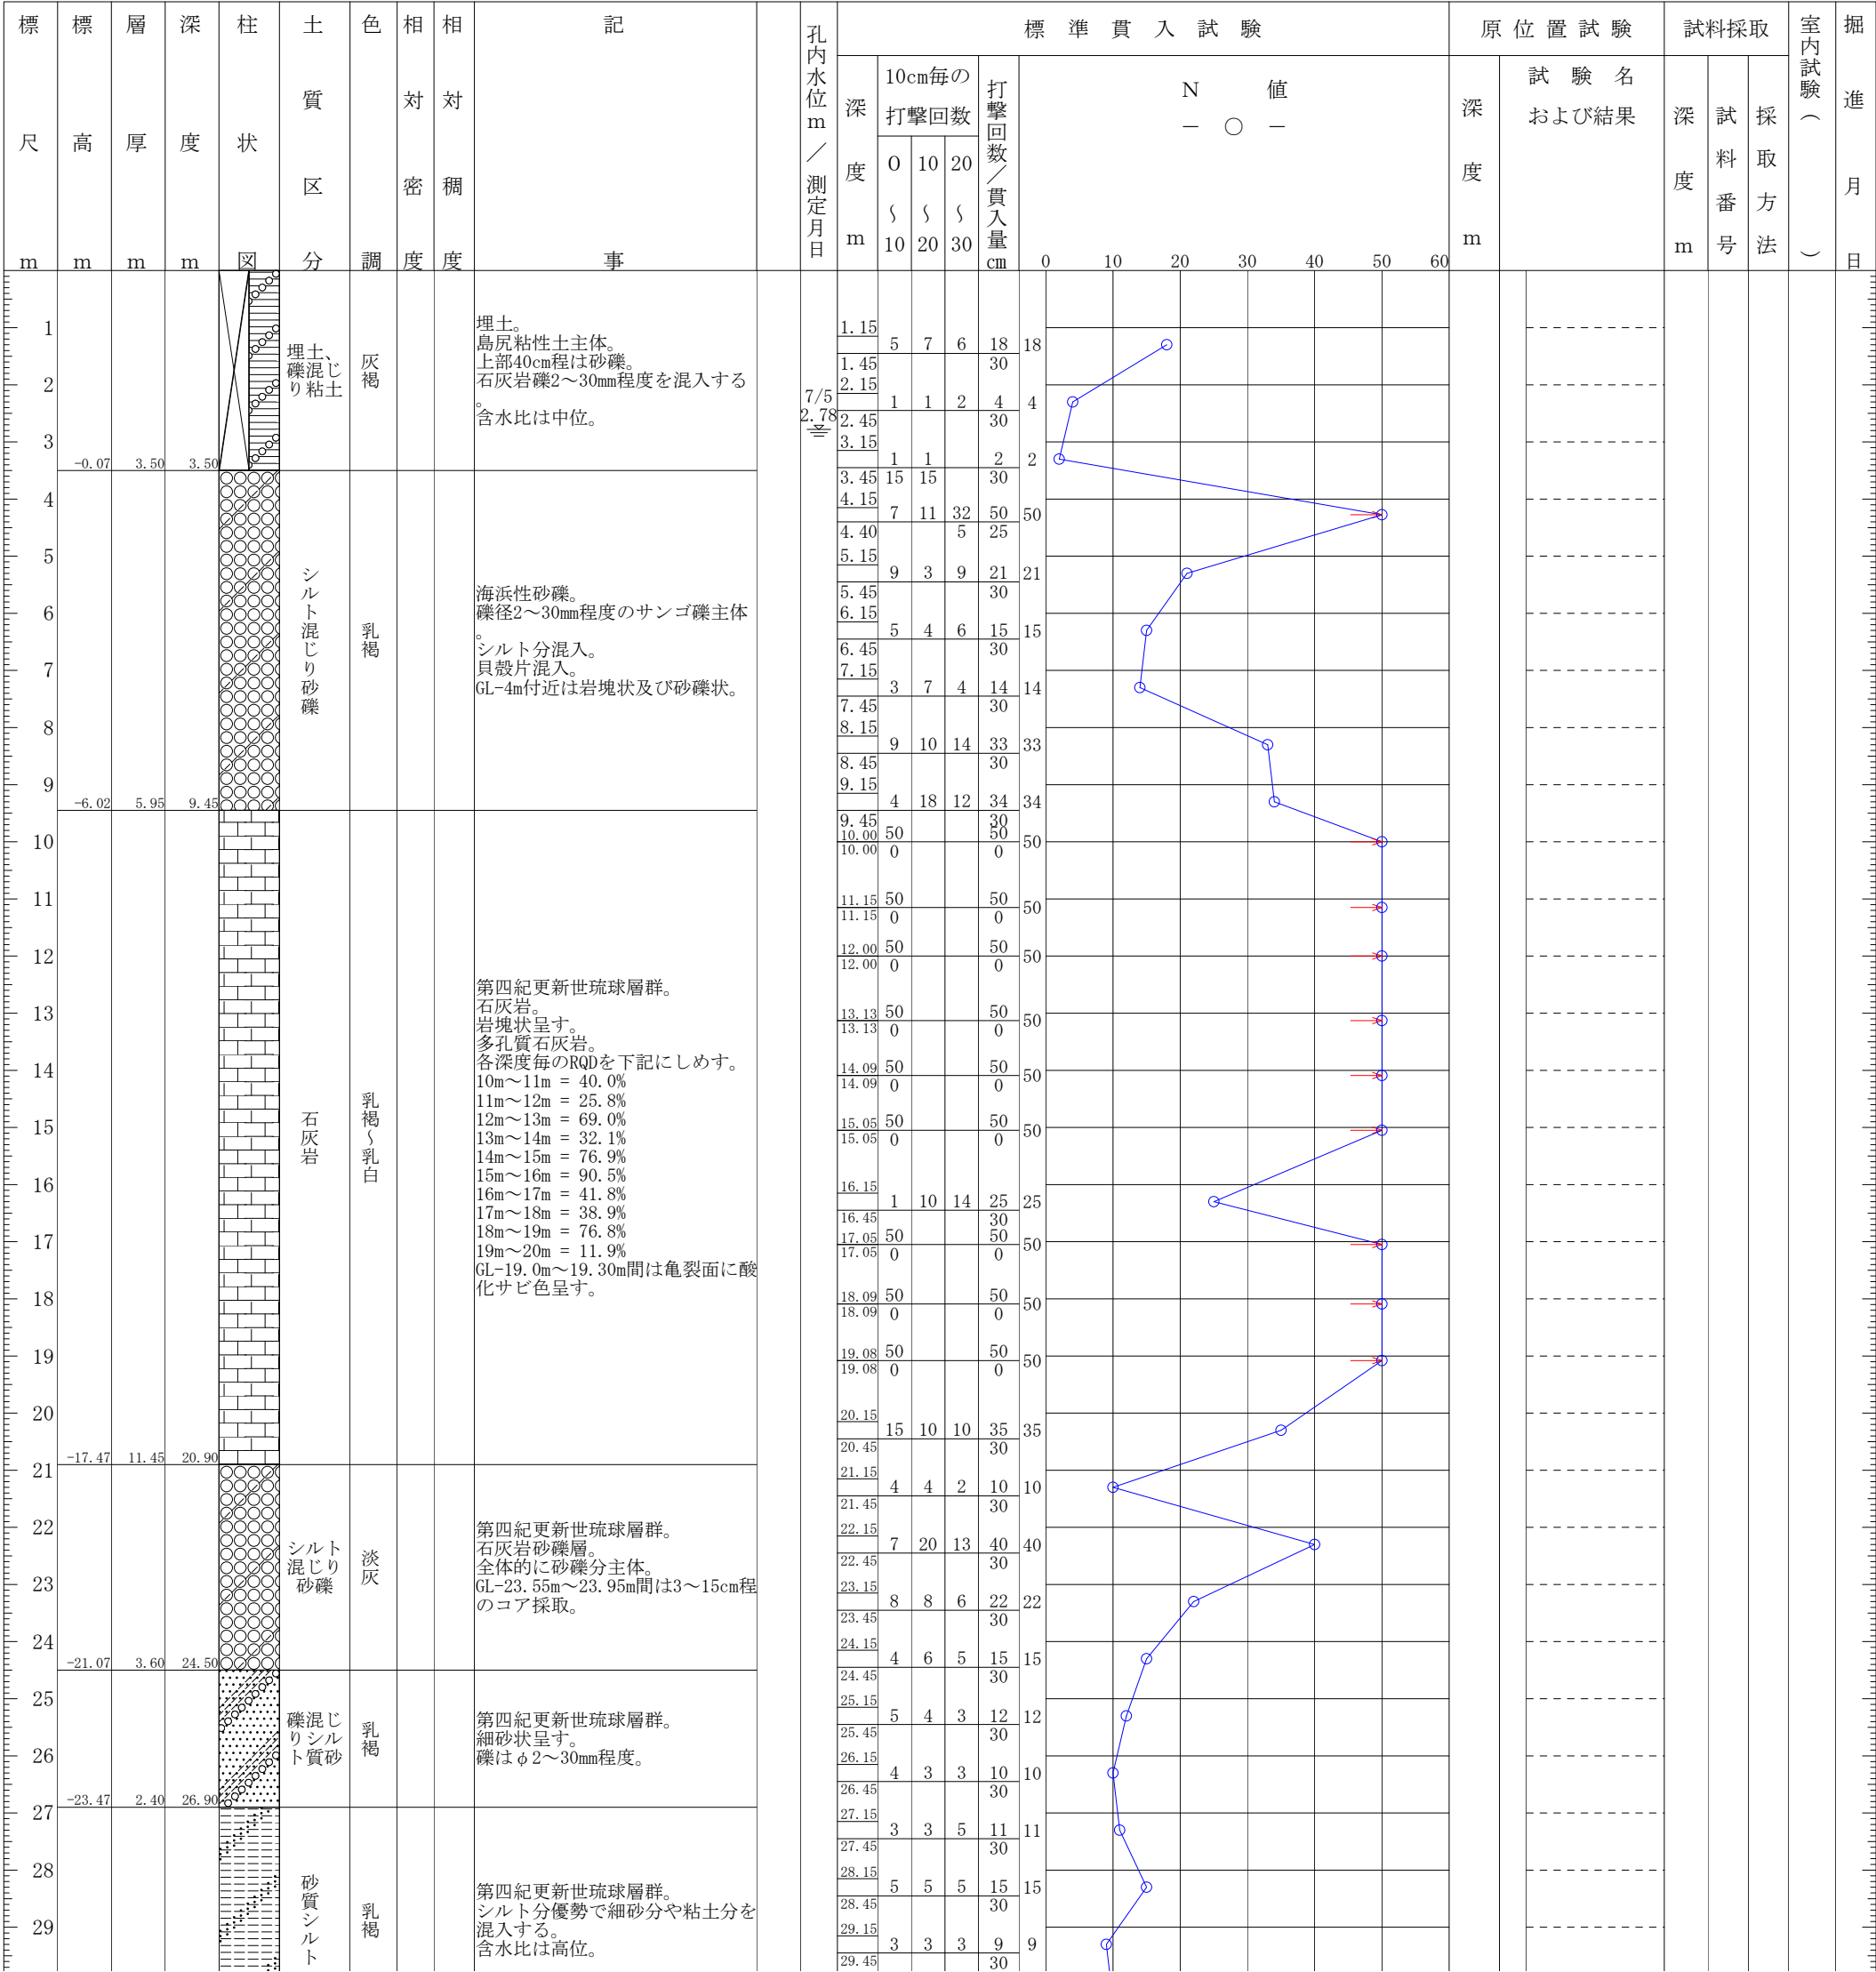 標尺m
標高m
層厚m
深度m
柱状図
土質区分
色調
相対密度
相対稠度
記事
孔内水位m/測定月日
標準貫入試験
深度m
10cm毎の
打撃回数
0〜10
10〜20
20〜30
打撃回数/貫入量cm
N 値
― ○ ―
0 10 20 30 40 50 60
原位置試験
深度m
試験名
および結果
試料採取
深度m
試料番号
採取方法
室内試験( )
掘進月日
1
2
3
4
5
6
7
8
9
10
11
12
13
14
15
16
17
18
19
20
21
22
23
24
25
26
27
28
29
-0.07 3.50 3.50
埋土、
礫混じ
り粘土
灰褐
埋土。
島尻粘性土主体。
上部40cm程は砂礫。
石灰岩礫2〜30mm程度を混入する
。
含水比は中位。
-6.02 5.95 9.45
シルト混じり砂礫
乳褐
海浜性砂礫。
礫径2〜30mm程度のサンゴ礫主体
。
シルト分混入。
貝殻片混入。
GL-4m付近は岩塊状及び砂礫状。
-17.47 11.45 20.90
石灰岩
乳褐〜乳白
第四紀更新世琉球層群。
石灰岩。
岩塊状呈す。
多孔質石灰岩。
各深度毎のRQDを下記にしめす。
10m〜11m = 40.0%
11m〜12m = 25.8%
12m〜13m = 69.0%
13m〜14m = 32.1%
14m〜15m = 76.9%
15m〜16m = 90.5%
16m〜17m = 41.8%
17m〜18m = 38.9%
18m〜19m = 76.8%
19m〜20m = 11.9%
GL-19.0m〜19.30m間は亀裂面に酸
化サビ色呈す。
-21.07 3.60 24.50
シルト
混じり
砂礫
淡灰
第四紀更新世琉球層群。
石灰岩砂礫層。
全体的に砂礫分主体。
GL-23.55m〜23.95m間は3〜15cm程
のコア採取。
-23.47 2.40 26.90
礫混じ
りシル
ト質砂
乳褐
第四紀更新世琉球層群。
細砂状呈す。
礫はφ2〜30mm程度。
砂質シルト
乳褐
第四紀更新世琉球層群。
シルト分優勢で細砂分や粘土分を
混入する。
含水比は高位。
7/5
2.78
1.15
5 7 6 18 18
1.45 30
2.15
1 1 2 4 4
2.45 30
3.15
1 1 2 2
3.45 15 15 30
4.15
7 11 32 50 50
4.40 5 25
5.15
9 3 9 21 21
5.45 30
6.15
5 4 6 15 15
6.45 30
7.15
3 7 4 14 14
7.45 30
8.15
9 10 14 33 33
8.45 30
9.15
4 18 12 34 34
9.45 30
10.00 50 50 50
10.00 0 0
11.15 50 50 50
11.15 0 0
12.00 50 50 50
12.00 0 0
13.13 50 50 50
13.13 0 0
14.09 50 50 50
14.09 0 0
15.05 50 50 50
15.05 0 0
16.15
1 10 14 25 25
16.45 30
17.05 50 50 50
17.05 0 0
18.09 50 50 50
18.09 0 0
19.08 50 50 50
19.08 0 0
20.15
15 10 10 35 35
20.45 30
21.15
4 4 2 10 10
21.45 30
22.15
7 20 13 40 40
22.45 30
23.15
8 8 6 22 22
23.45 30
24.15
4 6 5 15 15
24.45 30
25.15
5 4 3 12 12
25.45 30
26.15
4 3 3 10 10
26.45 30
27.15
3 3 5 11 11
27.45 30
28.15
5 5 5 15 15
28.45 30
29.15
3 3 3 9 9
29.45 30